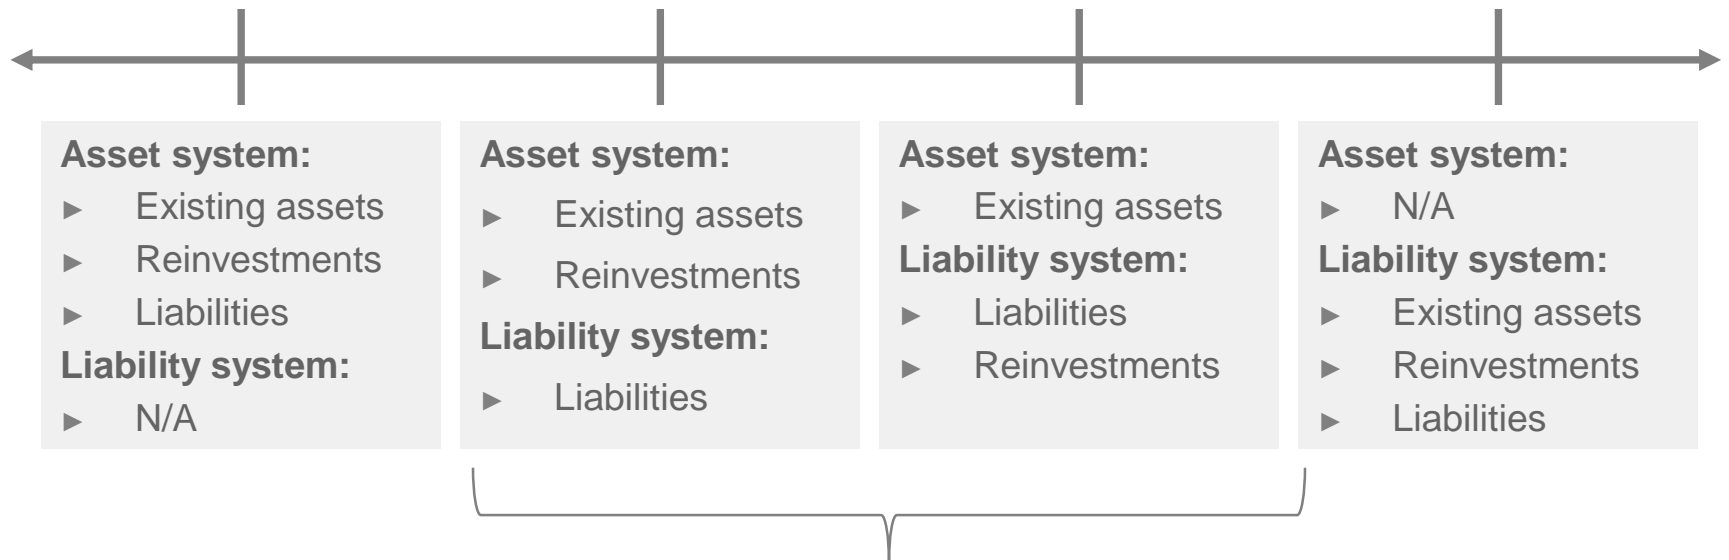 Asset system:
► Existing assets
► Reinvestments
► Liabilities
Liability system:
► N/A
Asset system:
► Existing assets
► Reinvestments
Liability system:
► Liabilities
Asset system:
► Existing assets
Liability system:
► Liabilities
► Reinvestments
Asset system:
► N/A
Liability system:
► Existing assets
► Reinvestments
► Liabilities